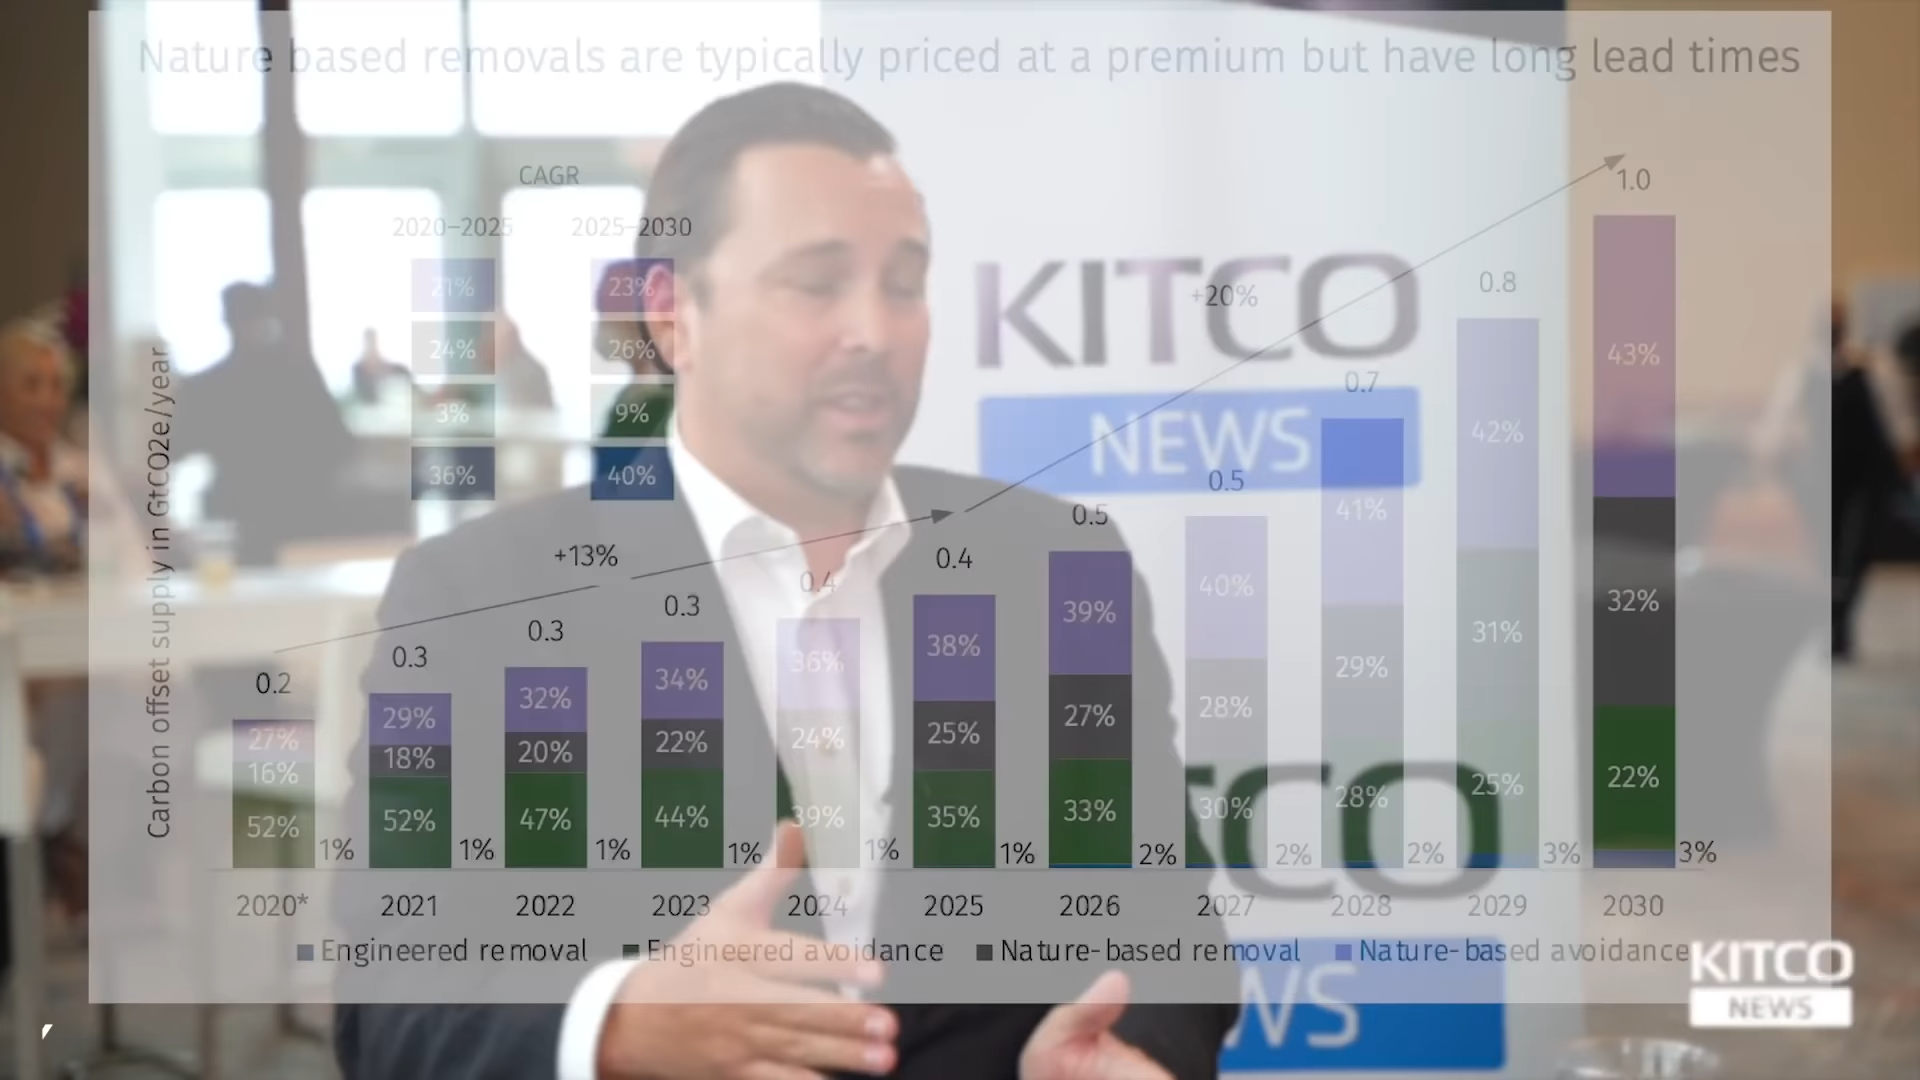 Nature based removals are typically priced at a premium but have long lead times
CAGR
2020–2025 2025–2030
21% 23%
24% 26%
3% 9%
36% 40%
Carbon offset supply in GtCO2e/year
+13%
+20%
0.2 0.3 0.3 0.3 0.4 0.4 0.5 0.5 0.7 0.8 1.0
27% 29% 32% 34% 36% 38% 39% 40% 41% 42% 43%
16% 18% 20% 22% 24% 25% 27% 28% 29% 31% 32%
52% 52% 47% 44% 39% 35% 33% 30% 28% 25% 22%
1% 1% 1% 1% 1% 1% 2% 2% 2% 3% 3%
2020* 2021 2022 2023 2024 2025 2026 2027 2028 2029 2030
Engineered removal Engineered avoidance Nature-based removal Nature-based avoidance
KITCO
NEWS
TCO
WS
KITCO
NEWS